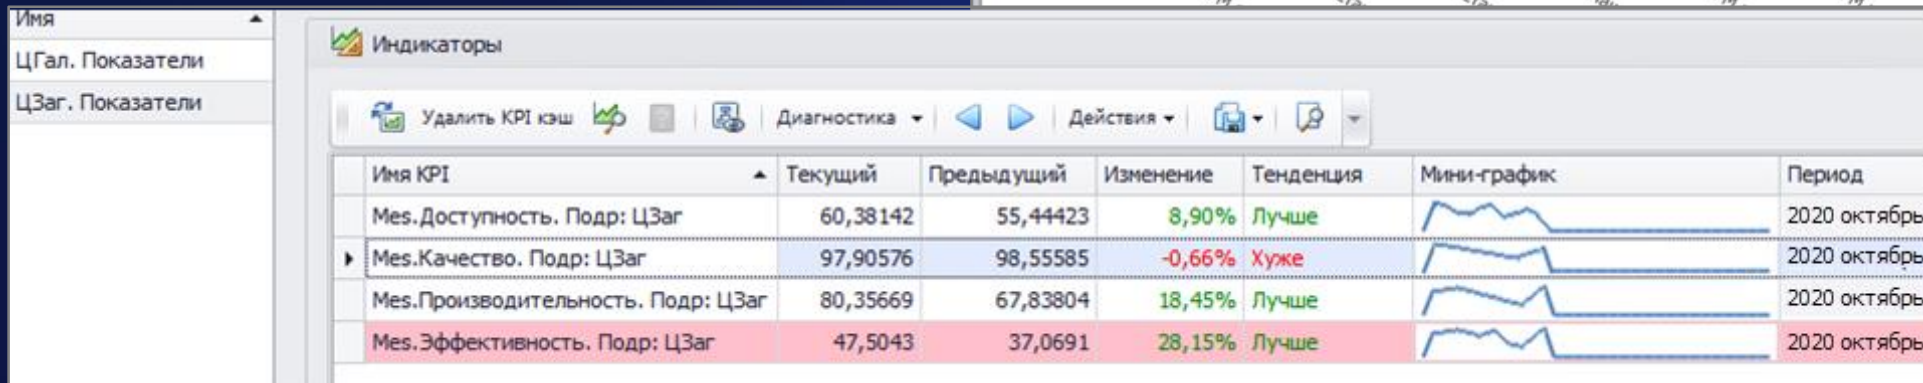 Имя
ЦГал. Показатели
ЦЗаг. Показатели
Индикаторы
Удалить KPI кэш Диагностика Действия
Имя KPI Текущий Предыдущий Изменение Тенденция Мини-график Период
Mes.Доступность. Подр: ЦЗаг 60,38142 55,44423 8,90% Лучше 2020 октябрь
Mes.Качество. Подр: ЦЗаг 97,90576 98,55585 -0,66% Хуже 2020 октябрь
Mes.Производительность. Подр: ЦЗаг 80,35669 67,83804 18,45% Лучше 2020 октябрь
Mes.Эффективность. Подр: ЦЗаг 47,5043 37,0691 28,15% Лучше 2020 октябрь